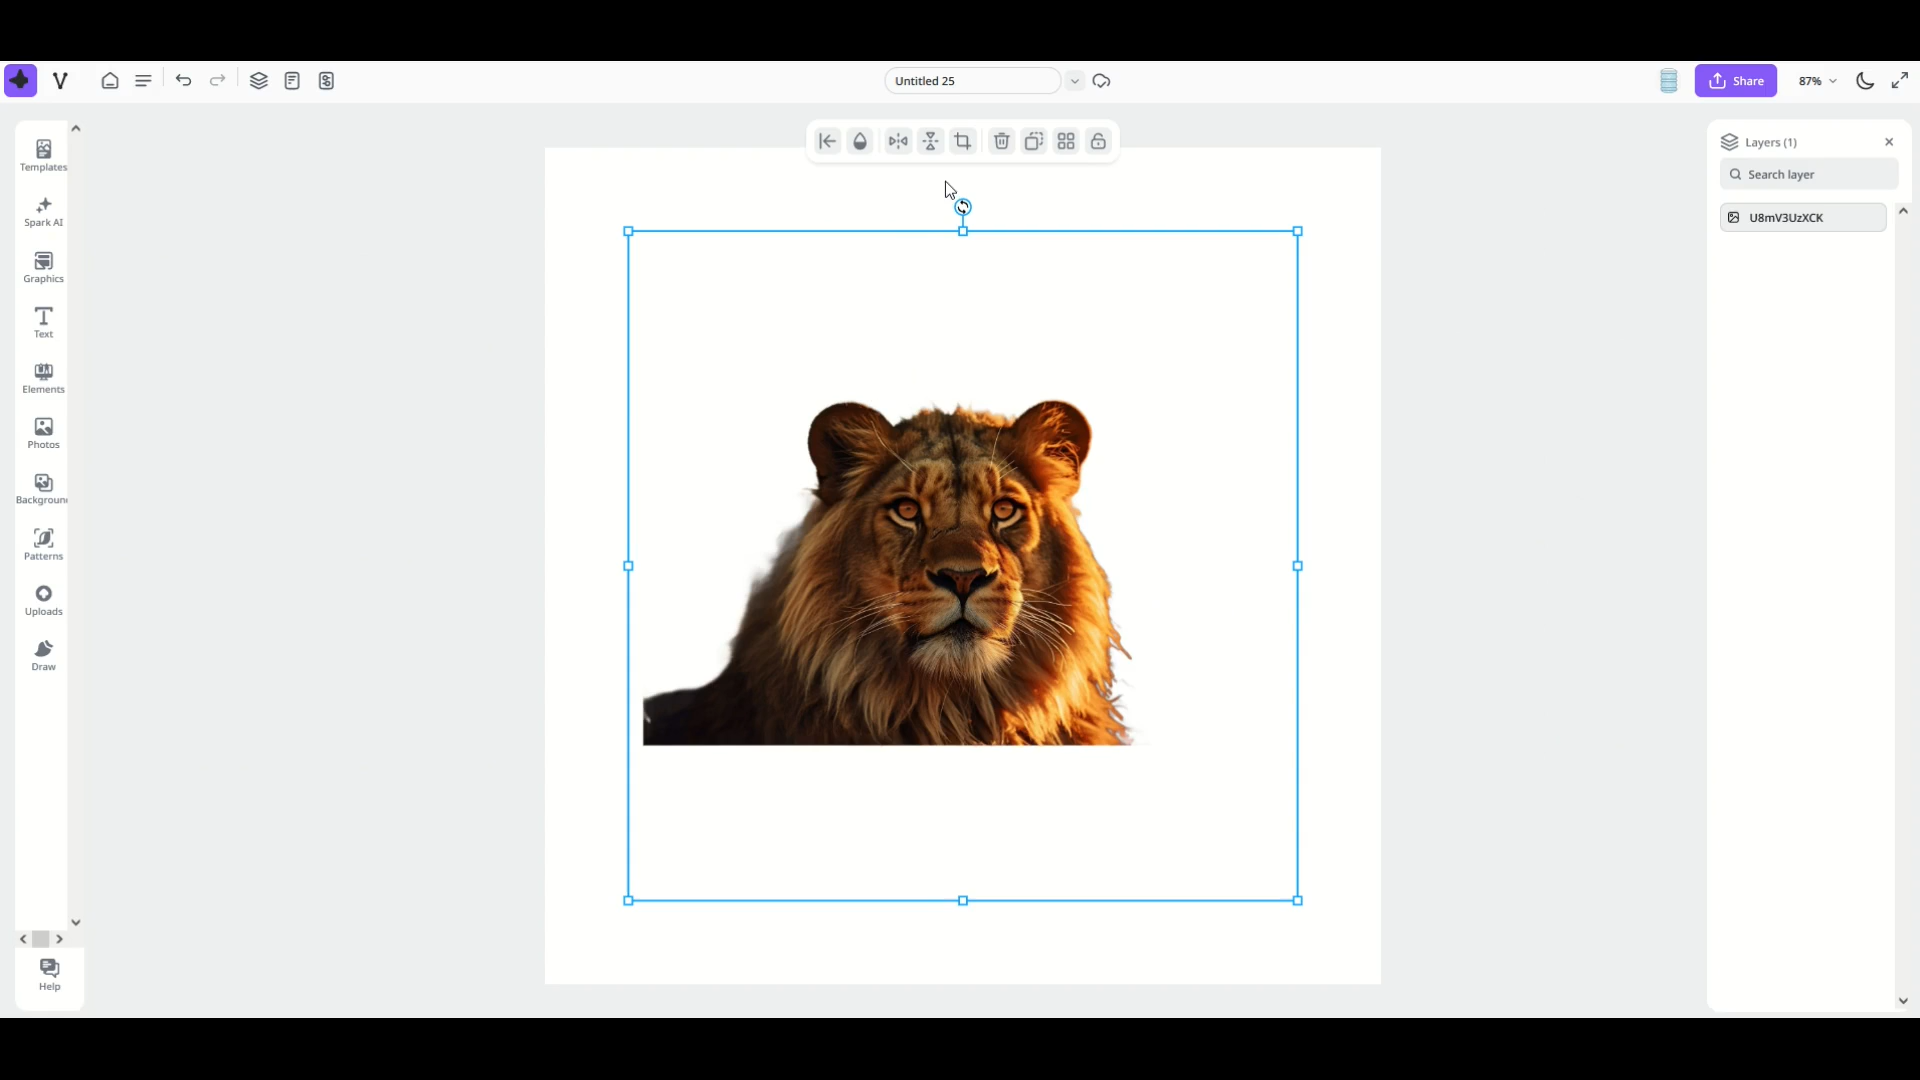 Untitled 25
Share
87%
Templates
Spark AI
Graphics
Text
Elements
Photos
Backgroun
Patterns
Uploads
Draw
Help
Layers (1)
Search layer
U8mV3UzXCK